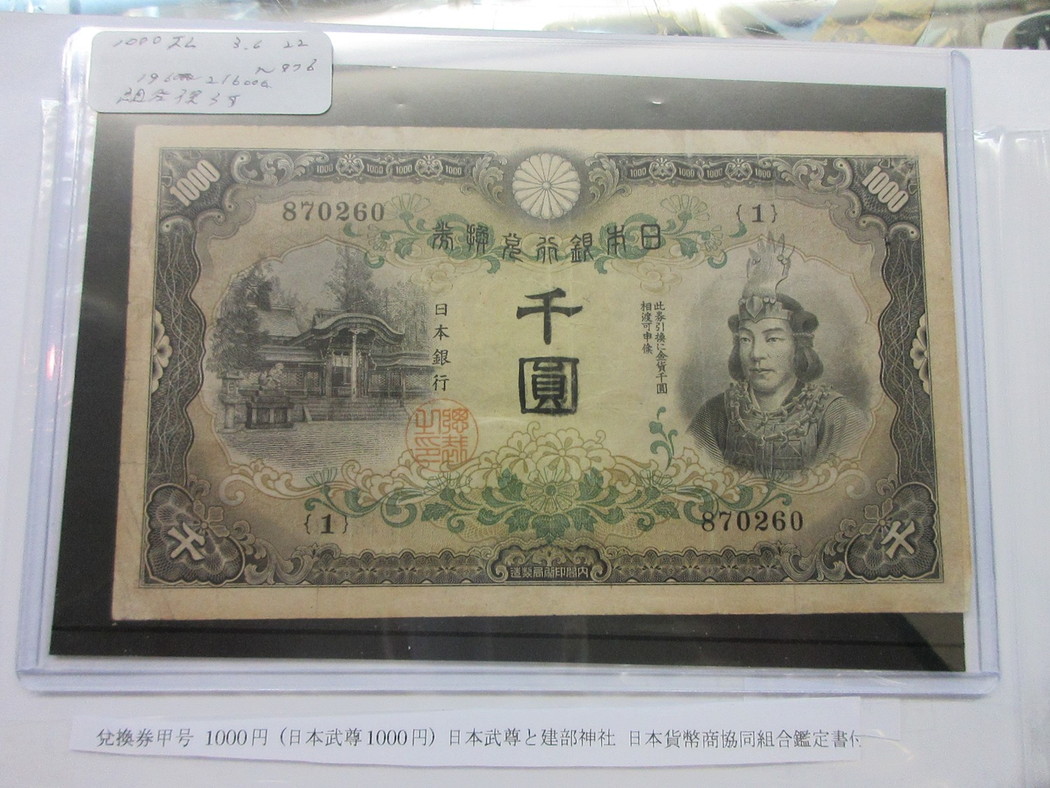 1000
1000 1000 1000 1000
1000
870260
{1}
日本銀行兌換券
千圓
此券引換に金貨千圓
相渡可申候
日本銀行
{1}
870260
千
千
内閣印刷局製造
兌換券甲号 1000円(日本武尊1000円)日本武尊と建部神社 日本貨幣商協同組合鑑定書付